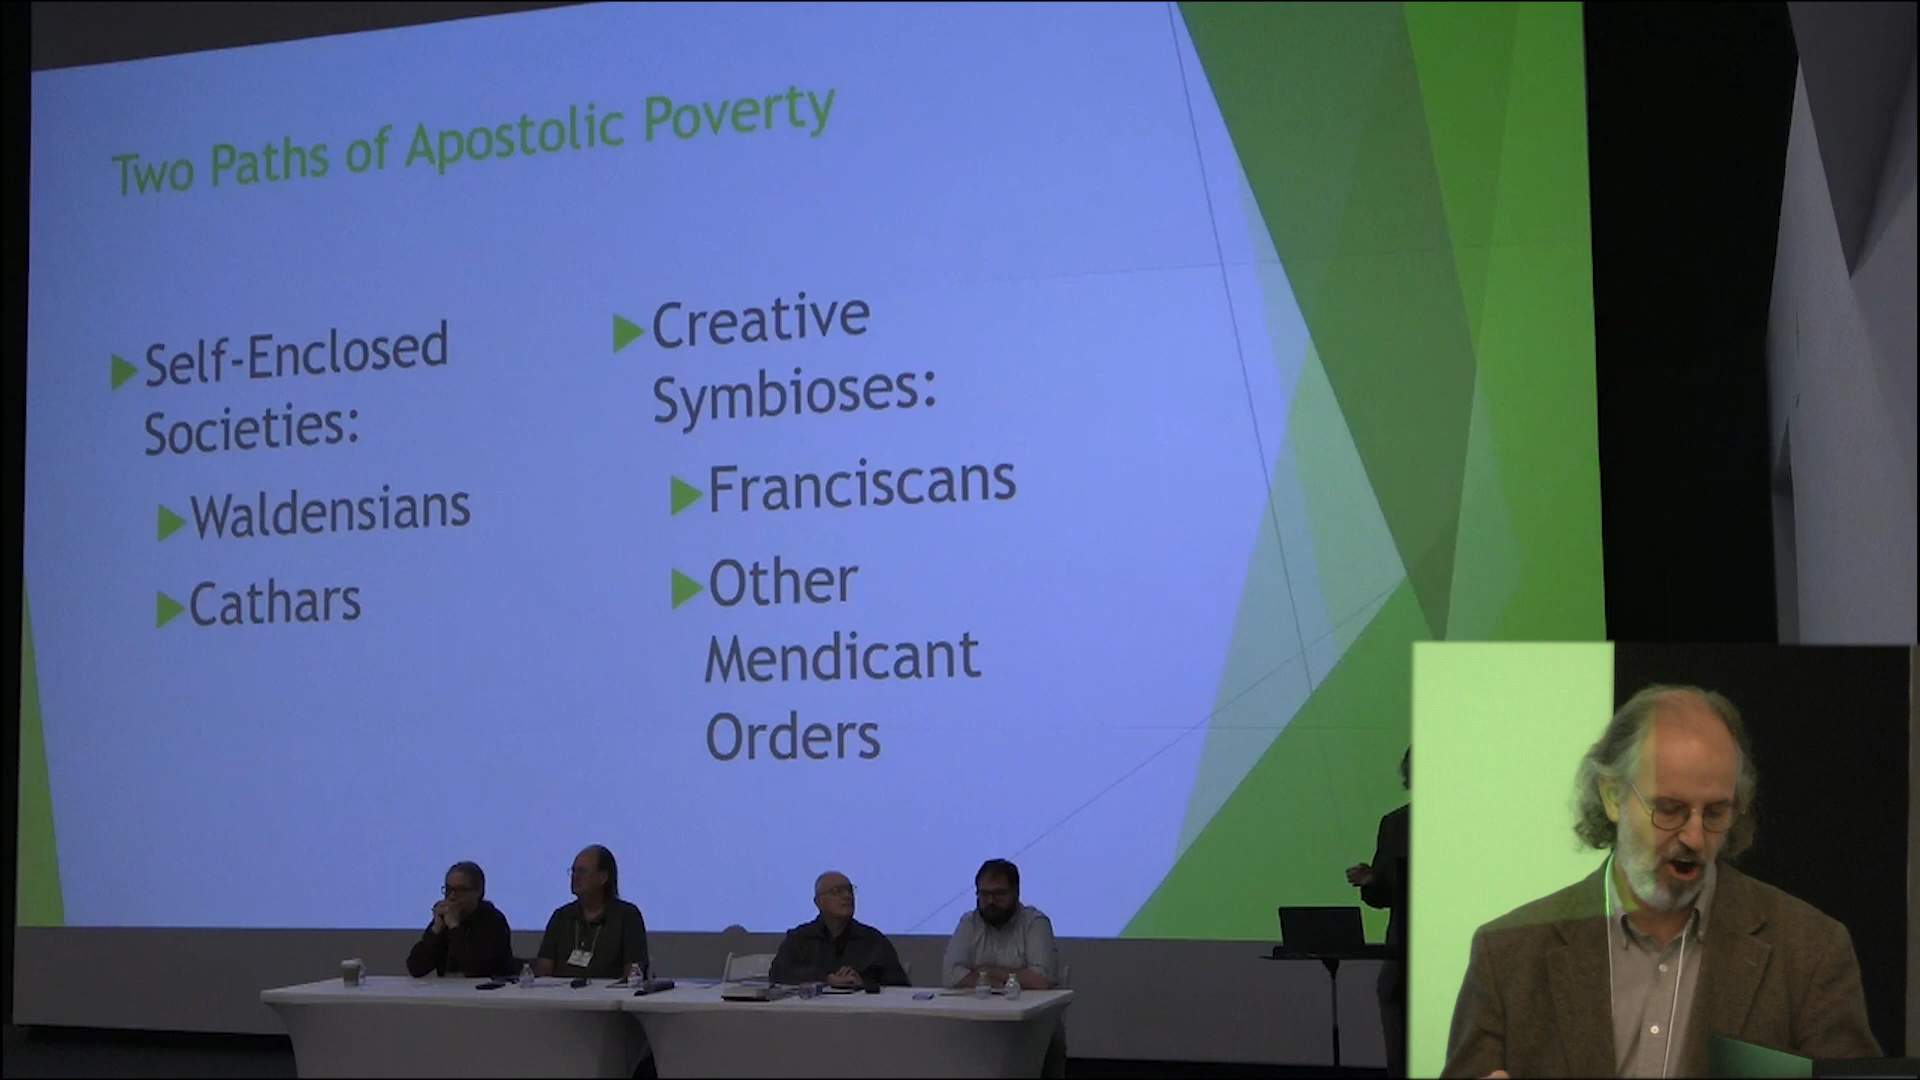 Two Paths of Apostolic Poverty
Self-Enclosed
Societies:
Waldensians
Cathars
Creative
Symbioses:
Franciscans
Other
Mendicant
Orders